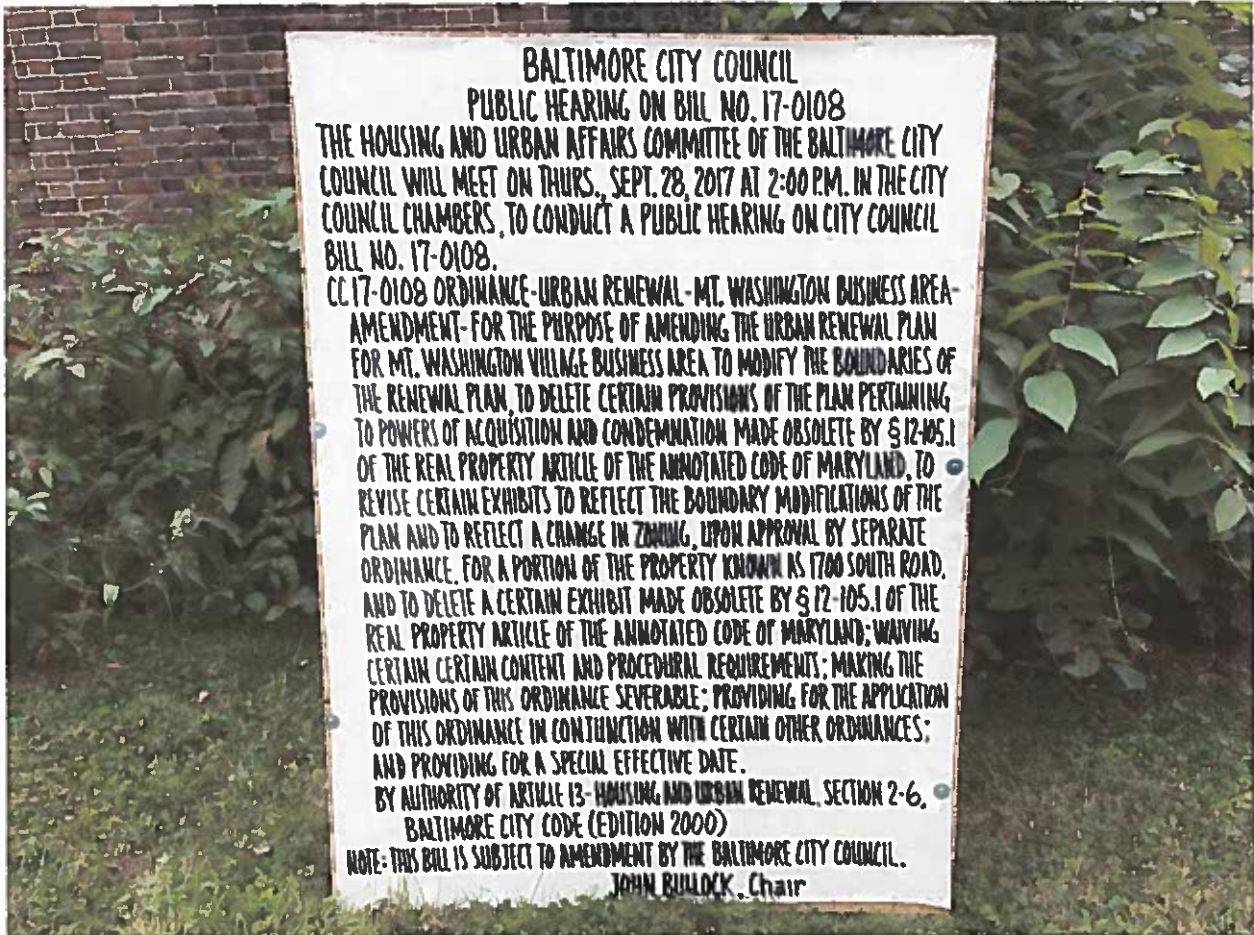 BALTIMORE CITY COUNCIL
PUBLIC HEARING ON BILL NO. 17-0108
THE HOUSING AND URBAN AFFAIRS COMMITTEE OF THE BALTIMORE CITY
COUNCIL WILL MEET ON THURS., SEPT. 28, 2017 AT 2:00 P.M. IN THE CITY
COUNCIL CHAMBERS, TO CONDUCT A PUBLIC HEARING ON CITY COUNCIL
BILL NO. 17-0108.
CC17-0108 ORDINANCE-URBAN RENEWAL-MT. WASHINGTON BUSINESS AREA-
AMENDMENT-FOR THE PURPOSE OF AMENDING THE URBAN RENEWAL PLAN
FOR MT. WASHINGTON VILLAGE BUSINESS AREA TO MODIFY THE BOUNDARIES OF
THE RENEWAL PLAN, TO DELETE CERTAIN PROVISIONS OF THE PLAN PERTAINING
TO POWERS OF ACQUISITION AND CONDEMNATION MADE OBSOLETE BY § 12-105.1
OF THE REAL PROPERTY ARTICLE OF THE ANNOTATED CODE OF MARYLAND, TO
REVISE CERTAIN EXHIBITS TO REFLECT THE BOUNDARY MODIFICATIONS OF THE
PLAN AND TO REFLECT A CHANGE IN ZONING, UPON APPROVAL BY SEPARATE
ORDINANCE, FOR A PORTION OF THE PROPERTY KNOWN AS 1700 SOUTH ROAD,
AND TO DELETE A CERTAIN EXHIBIT MADE OBSOLETE BY § 12-105.1 OF THE
REAL PROPERTY ARTICLE OF THE ANNOTATED CODE OF MARYLAND; WAIVING
CERTAIN CERTAIN CONTENT AND PROCEDURAL REQUIREMENTS; MAKING THE
PROVISIONS OF THIS ORDINANCE SEVERABLE; PROVIDING FOR THE APPLICATION
OF THIS ORDINANCE IN CONJUNCTION WITH CERTAIN OTHER ORDINANCES;
AND PROVIDING FOR A SPECIAL EFFECTIVE DATE.
BY AUTHORITY OF ARTICLE 13-HOUSING AND URBAN RENEWAL, SECTION 2-6,
BALTIMORE CITY CODE (EDITION 2000)
NOTE: THIS BILL IS SUBJECT TO AMENDMENT BY THE BALTIMORE CITY COUNCIL.
JOHN BULLOCK, Chair